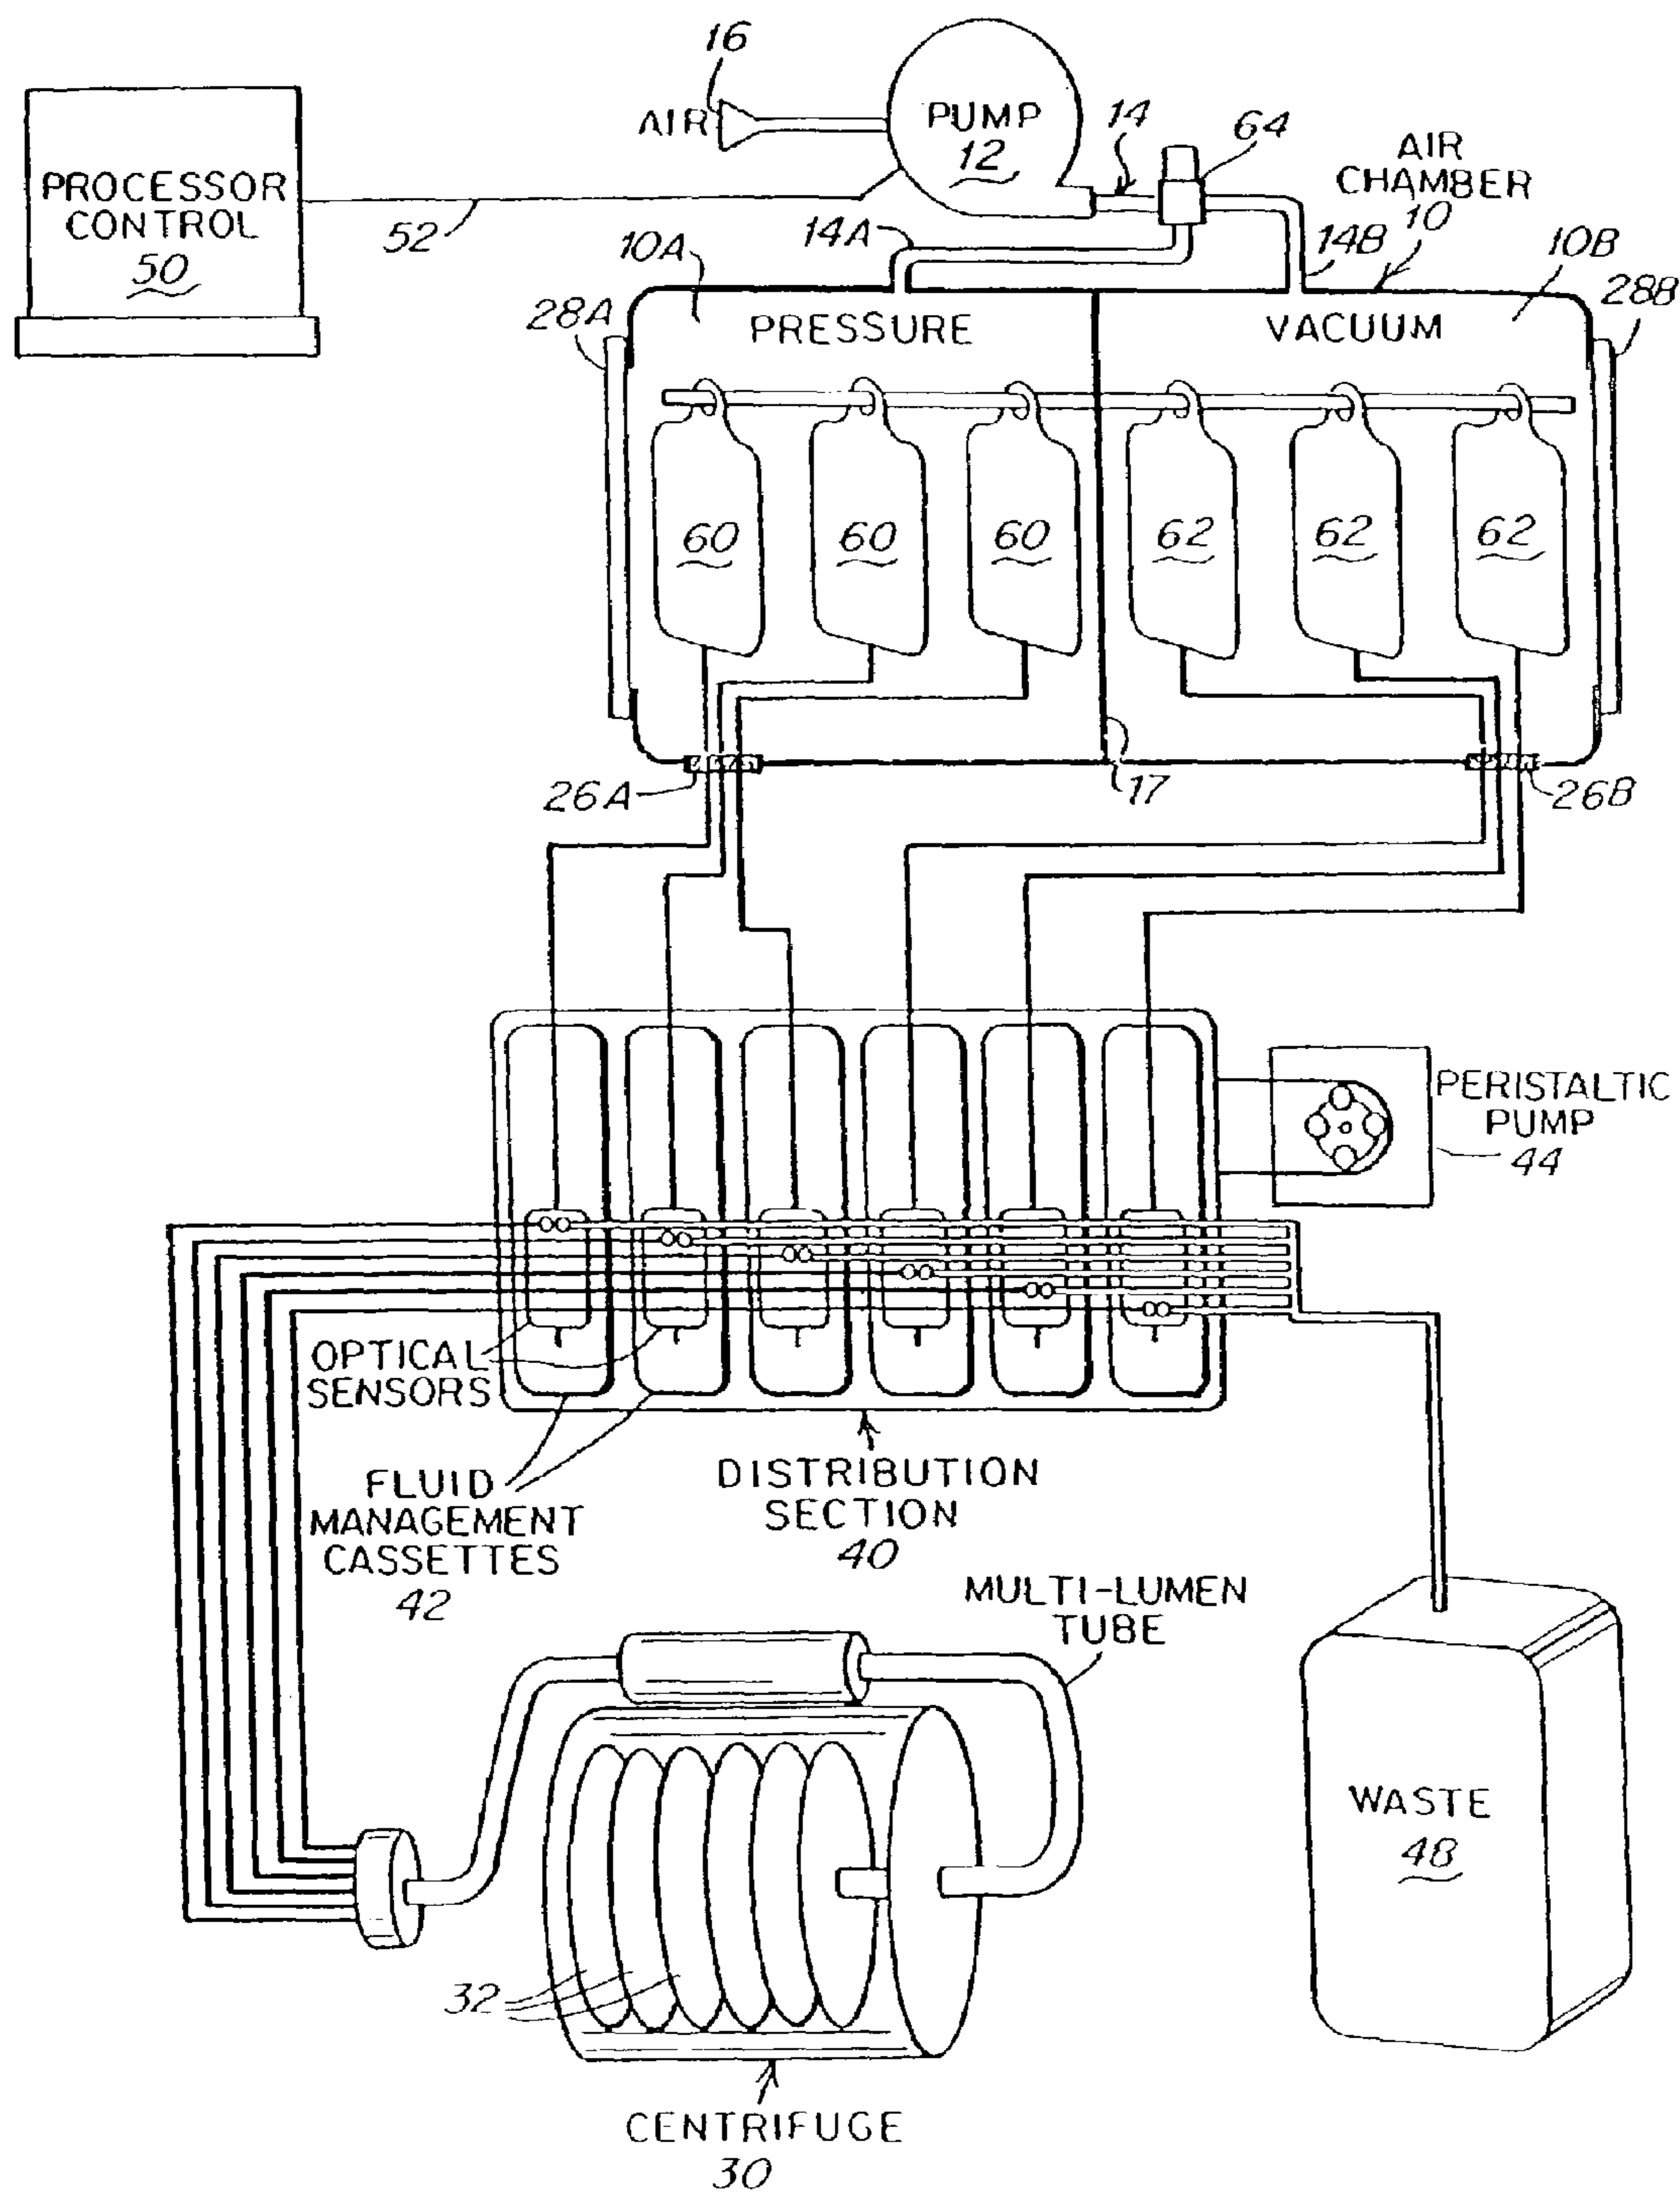 16
AIR
PUMP
12
14
64
AIR
CHAMBER
10
PROCESSOR
CONTROL
50
52
14A
14B
10A
10B
28A
28B
PRESSURE
VACUUM
60
60
60
62
62
62
26A
17
26B
PERISTALTIC
PUMP
44
OPTICAL
SENSORS
FLUID
MANAGEMENT
CASSETTES
42
DISTRIBUTION
SECTION
40
MULTI-LUMEN
TUBE
WASTE
48
32
CENTRIFUGE
30